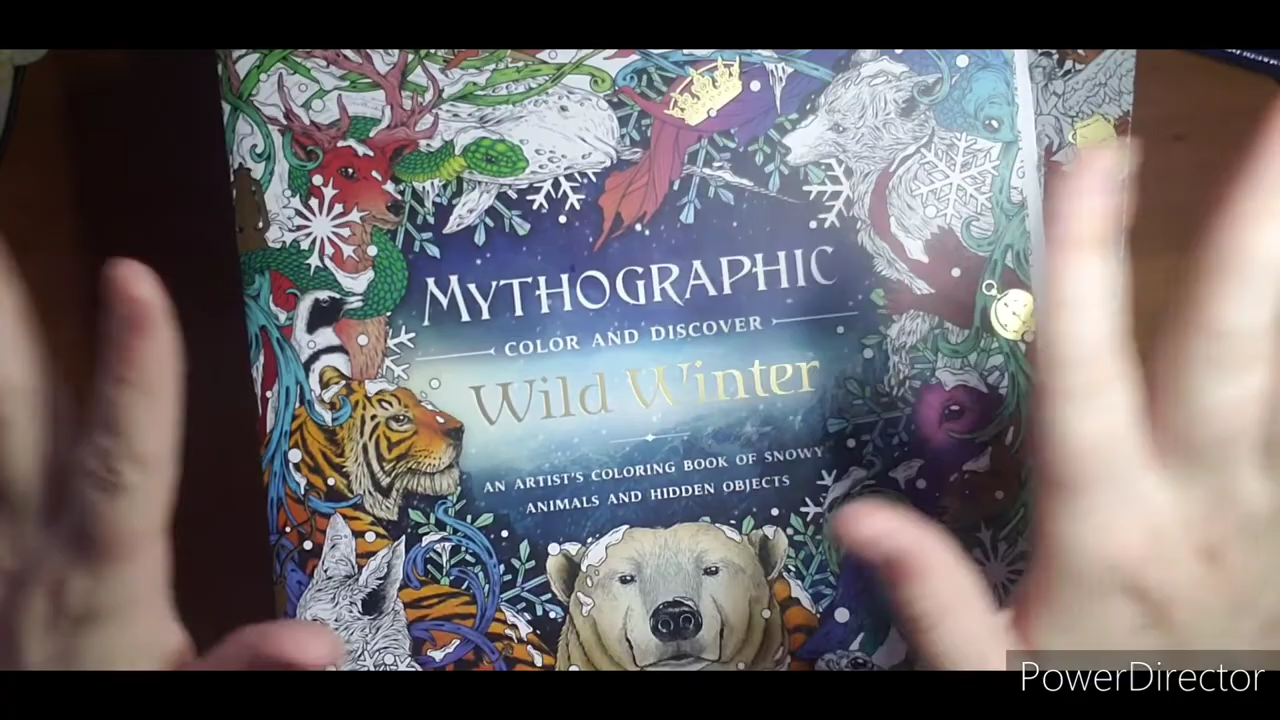 MYTHOGRAPHIC
COLOR AND DISCOVER
Wild Winter
AN ARTIST'S COLORING BOOK OF SNOWY
ANIMALS AND HIDDEN OBJECTS
PowerDirector